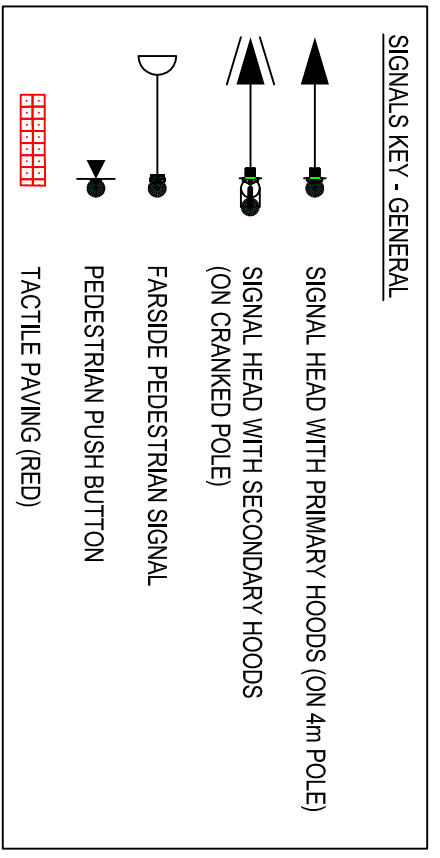 SIGNALS KEY - GENERAL
SIGNAL HEAD WITH PRIMARY HOODS (ON 4m POLE)
SIGNAL HEAD WITH SECONDARY HOODS
(ON CRANKED POLE)
FARSIDE PEDESTRIAN SIGNAL
PEDESTRIAN PUSH BUTTON
TACTILE PAVING (RED)